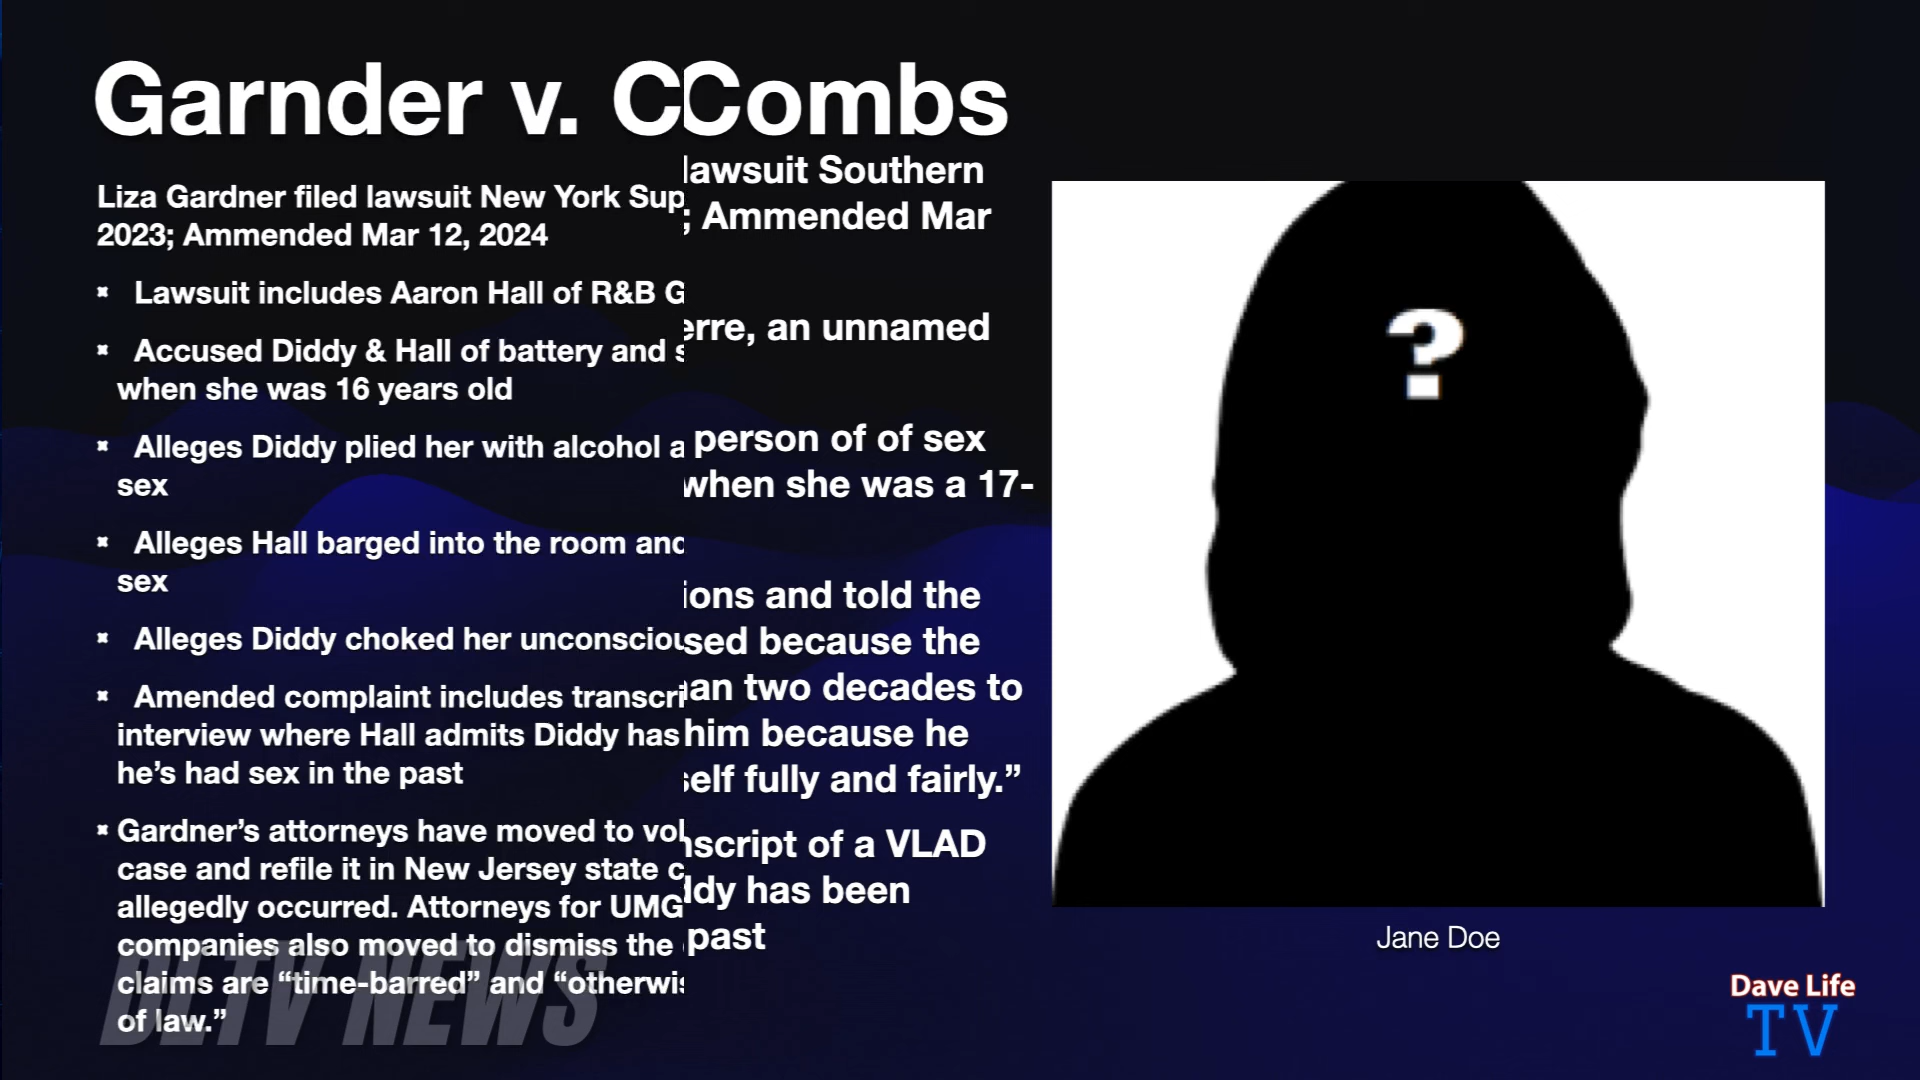 Garnder v. C
Liza Gardner filed lawsuit New York Sup
2023; Ammended Mar 12, 2024
Lawsuit includes Aaron Hall of R&B G
Accused Diddy & Hall of battery and s
when she was 16 years old
Alleges Diddy plied her with alcohol a
sex
Alleges Hall barged into the room and
sex
Alleges Diddy choked her unconsciou
Amended complaint includes transcri
interview where Hall admits Diddy has
he’s had sex in the past
Gardner’s attorneys have moved to vol
case and refile it in New Jersey state c
allegedly occurred. Attorneys for UMG
companies also moved to dismiss the
claims are “time-barred” and “otherwis
of law.”
DLTV NEWS
Combs
lawsuit Southern
; Ammended Mar
erre, an unnamed
person of of sex
when she was a 17-
ions and told the
sed because the
an two decades to
him because he
self fully and fairly.”
nscript of a VLAD
ddy has been
past
?
Jane Doe
Dave Life
TV